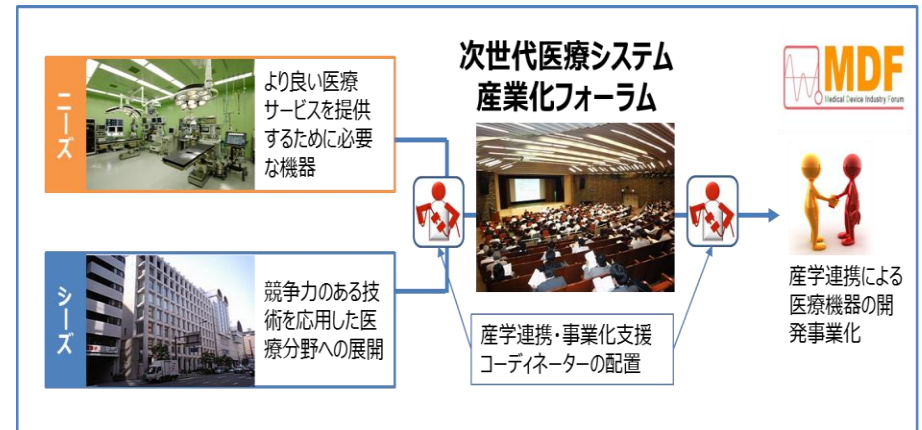 ニーズ
より良い医療
サービスを提供
するために必要
な機器
シーズ
競争力のある技
術を応用した医
療分野への展開
次世代医療システム
産業化フォーラム
産学連携・事業化支援
コーディネーターの配置
MDF
Medical Device Industry Forum
産学連携による
医療機器の開
発事業化